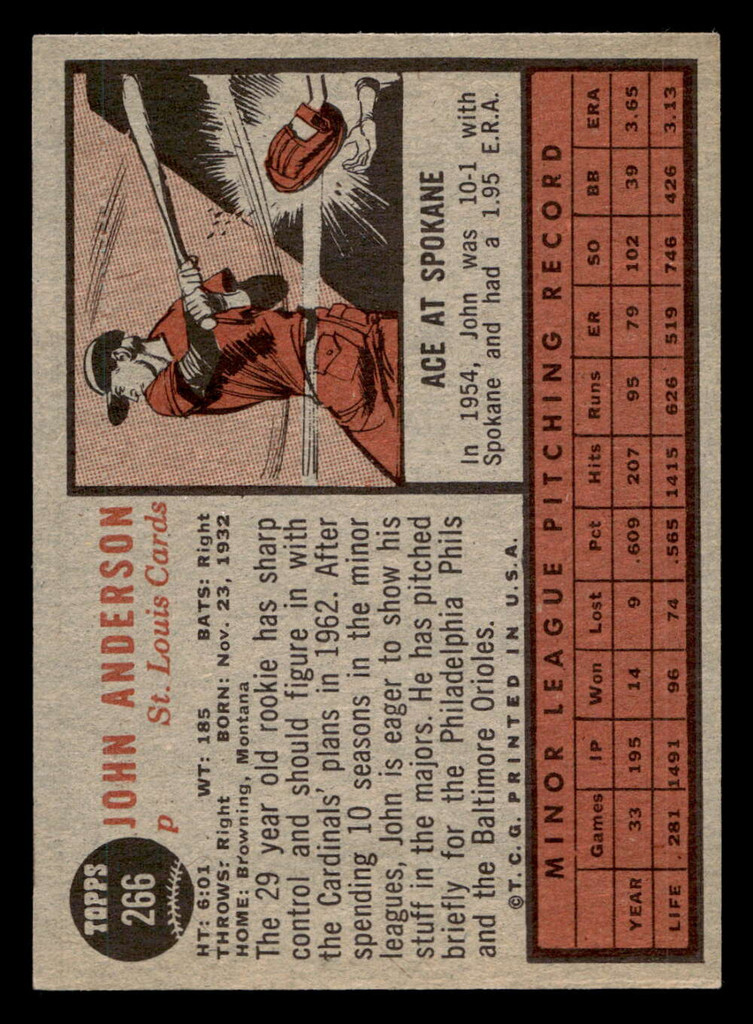 TOPPS
266
JOHN ANDERSON
p St. Louis Cards
HT: 6:01 WT: 185 BATS: Right
THROWS: Right BORN: Nov. 23, 1932
HOME: Browning, Montana
The 29 year old rookie has sharp
control and should figure in with
the Cardinals' plans in 1962. After
spending 10 seasons in the minor
leagues, John is eager to show his
stuff in the majors. He has pitched
briefly for the Philadelphia Phils
and the Baltimore Orioles.
©T.C.G. PRINTED IN U.S.A.
ACE AT SPOKANE
In 1954, John was 10-1 with
Spokane and had a 1.95 E.R.A.
MINOR LEAGUE PITCHING RECORD
Games IP Won Lost Pct Hits Runs ER SO BB ERA
YEAR 33 195 14 9 .609 207 95 79 102 39 3.65
LIFE 281 1491 96 74 .565 1415 626 519 746 426 3.13